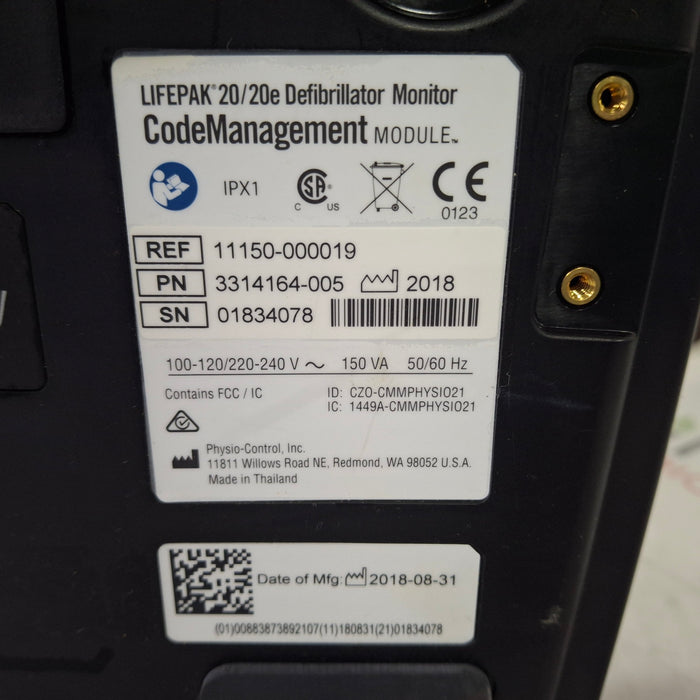 LIFEPAK® 20/20e Defibrillator Monitor
CodeManagement MODULE™
IPX1
C US
0123
REF 11150-000019
PN 3314164-005 2018
SN 01834078
100-120/220-240 V ~ 150 VA 50/60 Hz
Contains FCC / IC ID: CZO-CMMPHYSIO21
IC: 1449A-CMMPHYSIO21
Physio-Control, Inc.
11811 Willows Road NE, Redmond, WA 98052 U.S.A.
Made in Thailand
Date of Mfg: 2018-08-31
(01)00883873892107(11)180831(21)01834078